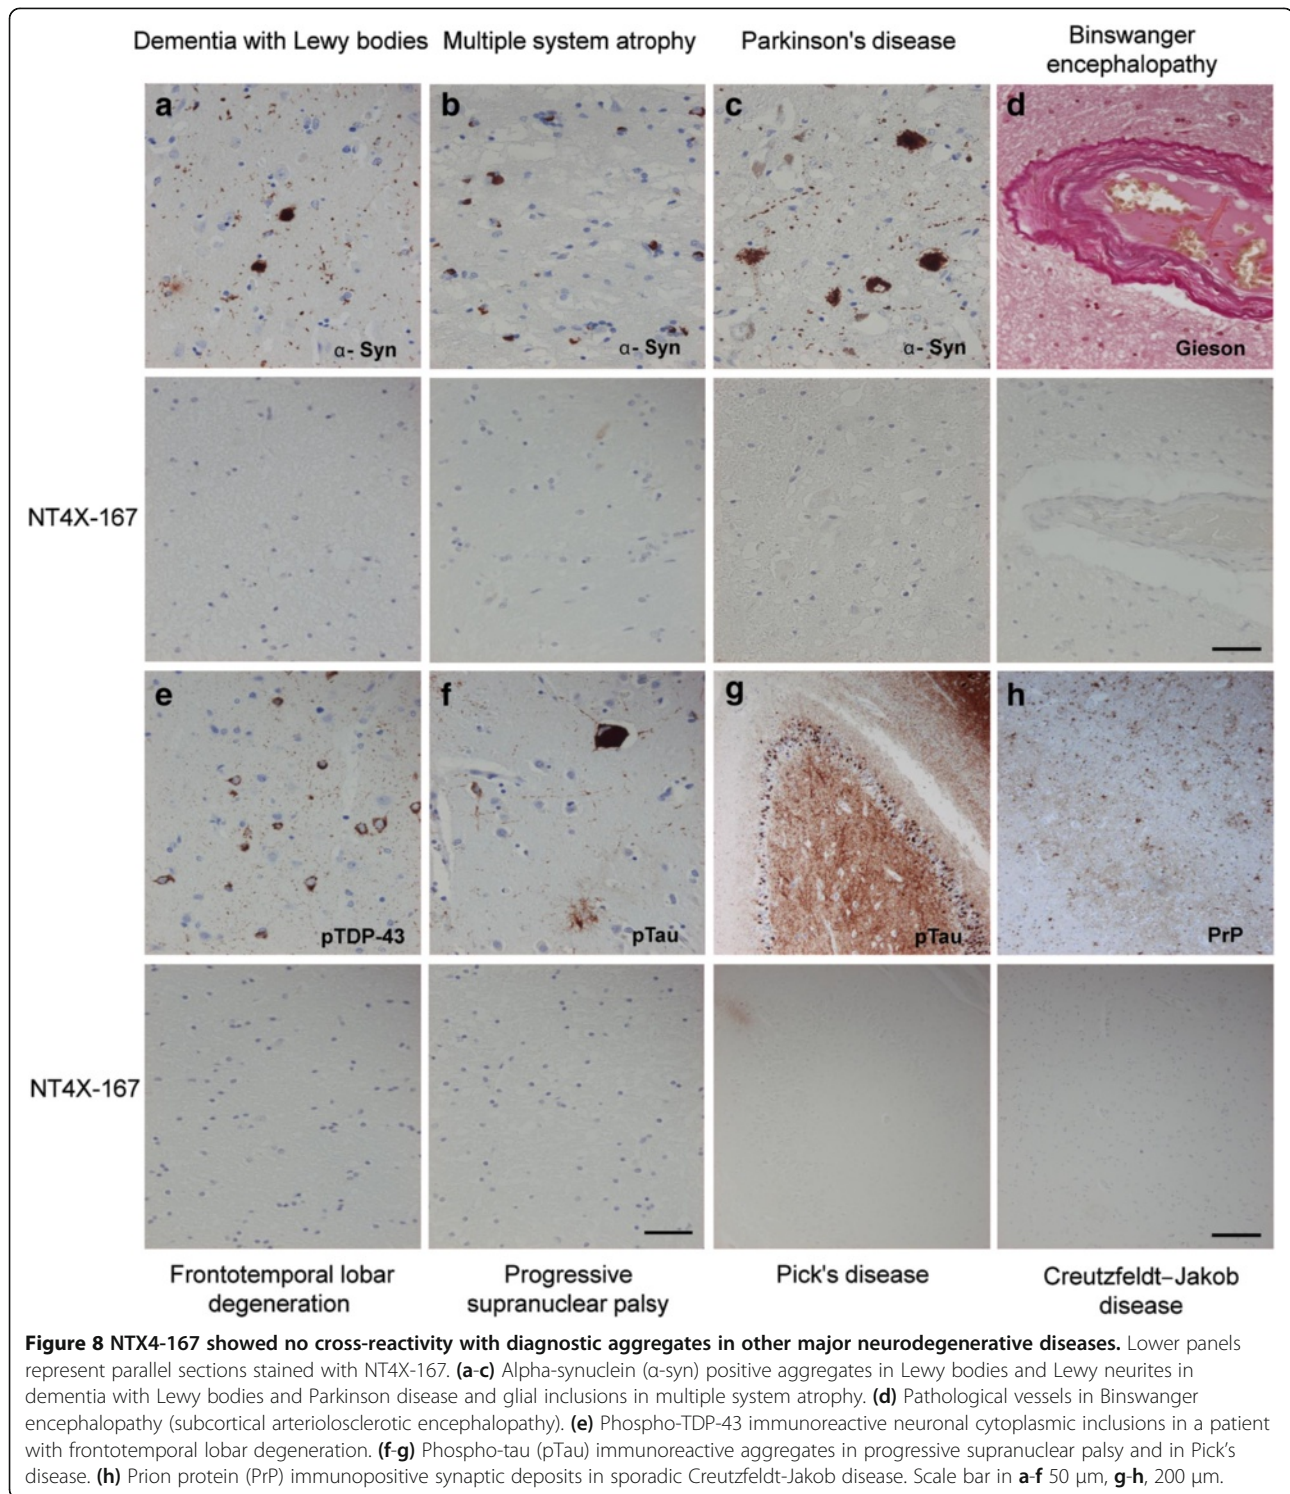 Dementia with Lewy bodies Multiple system atrophy Parkinson's disease Binswanger
encephalopathy
a b c d
α- Syn α- Syn α- Syn Gieson
NT4X-167
e f g h
pTDP-43 pTau pTau PrP
NT4X-167
Frontotemporal lobar Progressive Pick's disease Creutzfeldt–Jakob
degeneration supranuclear palsy disease
Figure 8 NTX4-167 showed no cross-reactivity with diagnostic aggregates in other major neurodegenerative diseases. Lower panels
represent parallel sections stained with NT4X-167. (a-c) Alpha-synuclein (α-syn) positive aggregates in Lewy bodies and Lewy neurites in
dementia with Lewy bodies and Parkinson disease and glial inclusions in multiple system atrophy. (d) Pathological vessels in Binswanger
encephalopathy (subcortical arteriolosclerotic encephalopathy). (e) Phospho-TDP-43 immunoreactive neuronal cytoplasmic inclusions in a patient
with frontotemporal lobar degeneration. (f-g) Phospho-tau (pTau) immunoreactive aggregates in progressive supranuclear palsy and in Pick's
disease. (h) Prion protein (PrP) immunopositive synaptic deposits in sporadic Creutzfeldt-Jakob disease. Scale bar in a-f 50 μm, g-h, 200 μm.